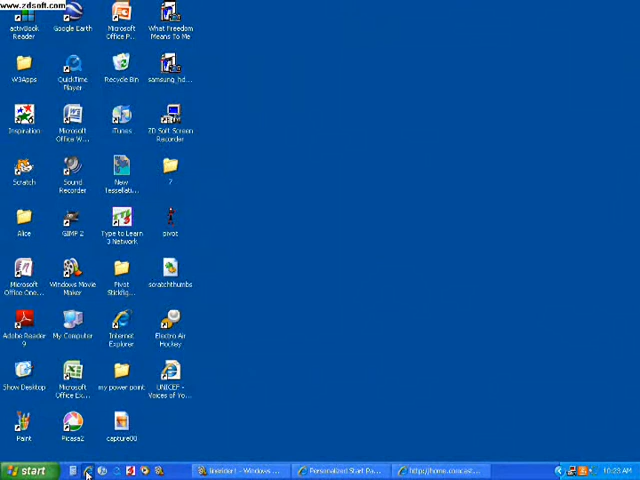 www.zdsoft.com
activBook
Reader
Google Earth
Microsoft
Office P...
What Freedom
Means To Me
W3Apps
QuickTime
Player
Recycle Bin
samsung_hd...
Inspiration
Microsoft
Office W...
iTunes
ZD Soft Screen
Recorder
Scratch
Sound
Recorder
New
Tessellati...
7
Alice
GIMP 2
Type to Learn
3 Network
pivot
Microsoft
Office One...
Windows Movie
Maker
Pivot
Stickfig...
scratchthumbs
Adobe Reader
9
My Computer
Internet
Explorer
Electro Air
Hockey
Show Desktop
Microsoft
Office Ex...
my power point
UNICEF -
Voices of Yo...
Paint
Picasa2
capture00
start
- Windows ...
Personalized Start Pa...
http://home.comcast...
10:23 AM